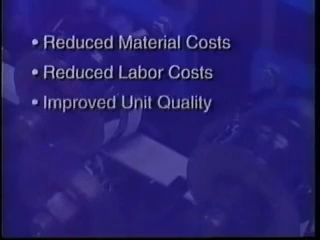 • Reduced Material Costs
• Reduced Labor Costs
• Improved Unit Quality